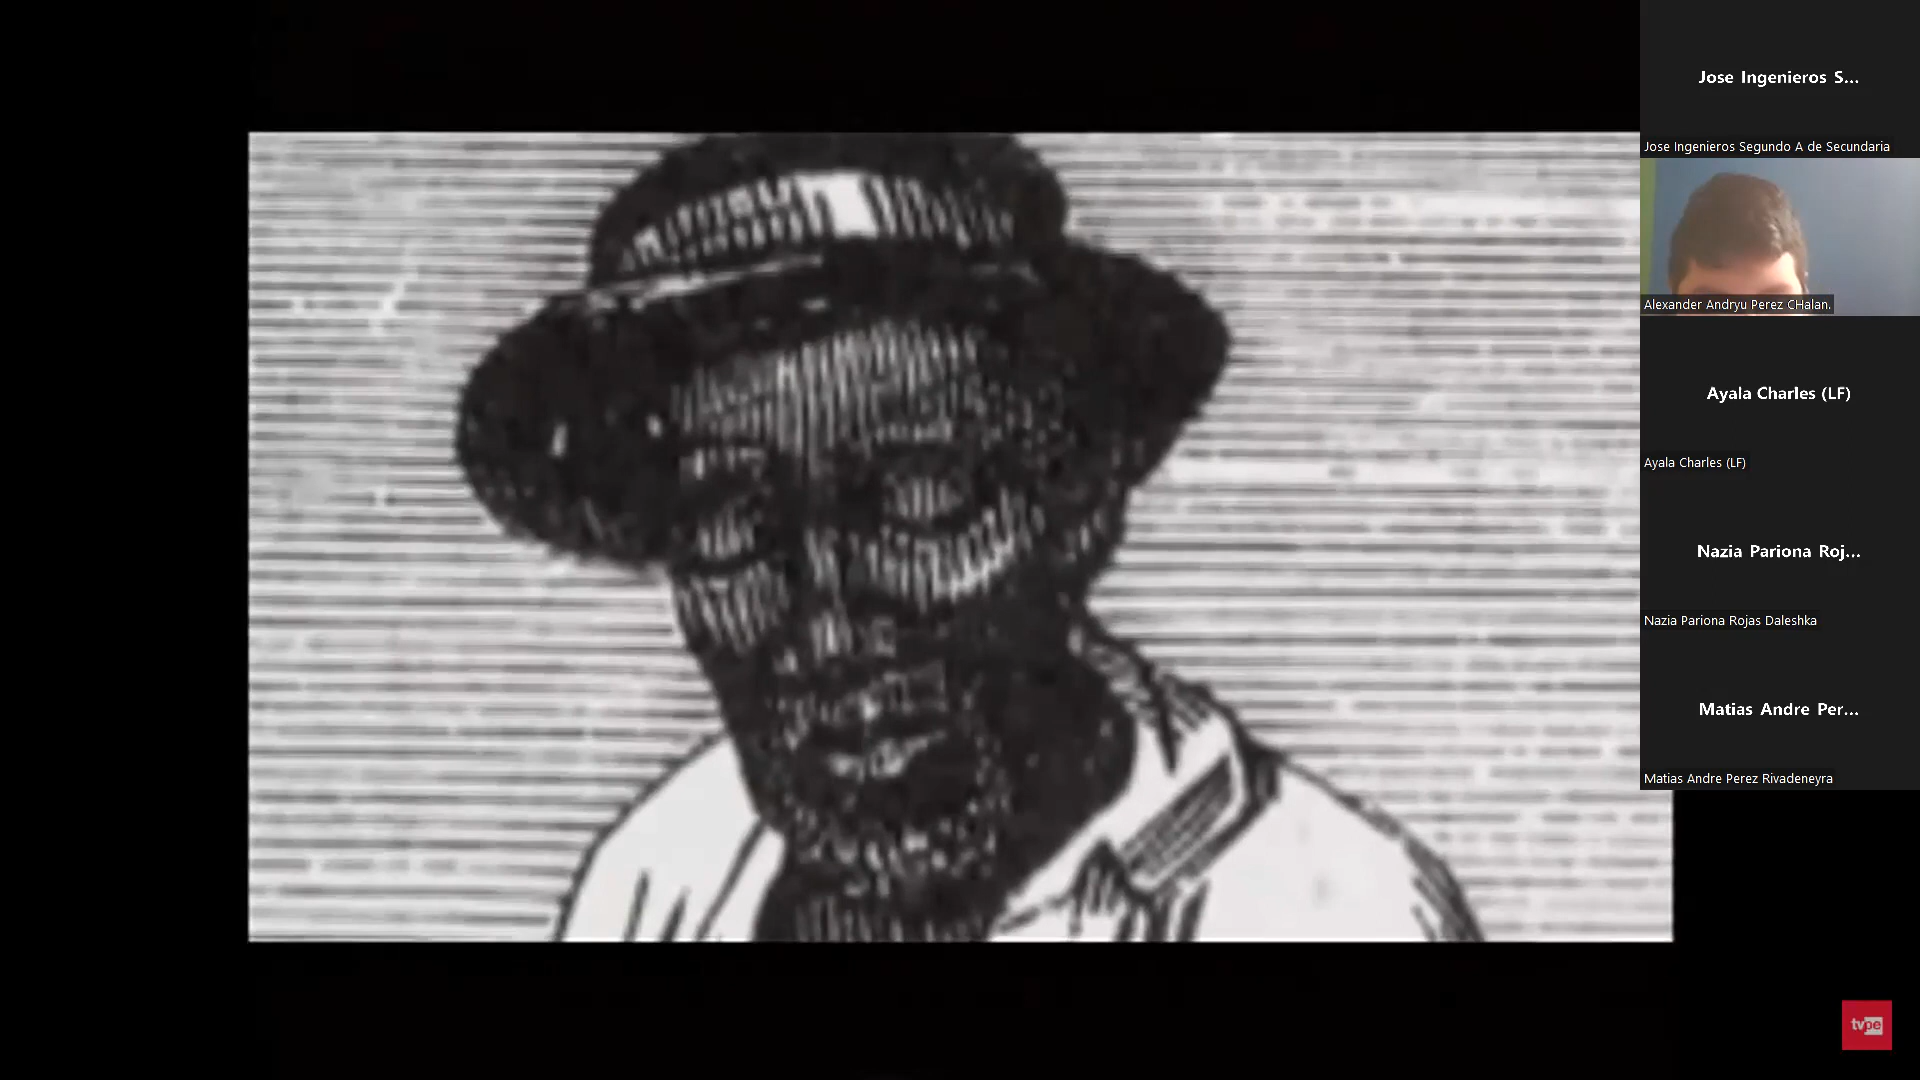 Jose Ingenieros S...
Jose Ingenieros Segundo A de Secundaria
Alexander Andryu Perez CHalan.
Ayala Charles (LF)
Ayala Charles (LF)
Nazia Pariona Roj...
Nazia Pariona Rojas Daleshka
Matias Andre Per...
Matias Andre Perez Rivadeneyra
tvpe